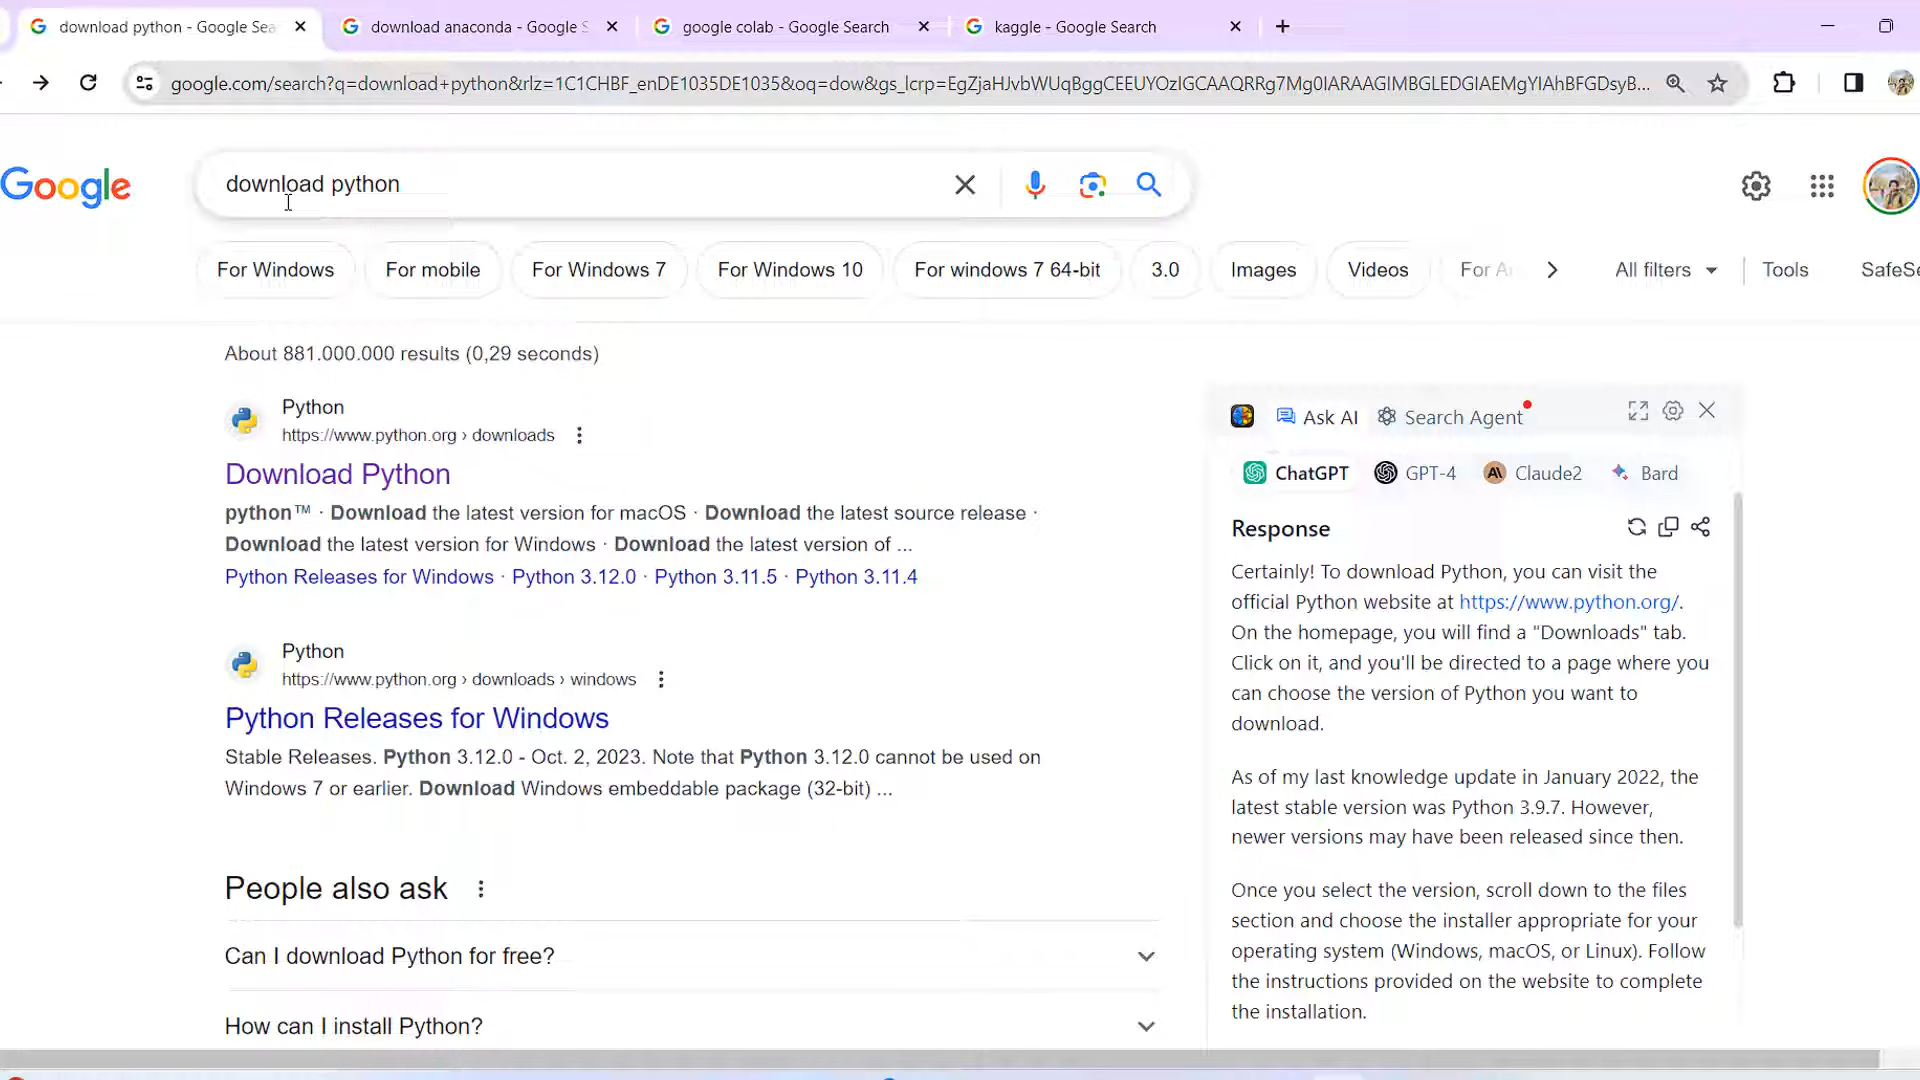 download python - Google Sea
download anaconda - Google S
google colab - Google Search
kaggle - Google Search
google.com/search?q=download+python&rlz=1C1CHBF_enDE1035DE1035&oq=dow&gs_lcrp=EgZjaHJvbWUqBggCEEUYOzIGCAAQRRg7Mg0IARAAGIMBGLEDGIAEMgYIAhBFGDsyB...
Google
download python
For Windows
For mobile
For Windows 7
For Windows 10
For windows 7 64-bit
3.0
Images
Videos
For A
All filters
Tools
SafeSe
About 881.000.000 results (0,29 seconds)
Python
https://www.python.org › downloads
Download Python
python™ · Download the latest version for macOS · Download the latest source release ·
Download the latest version for Windows · Download the latest version of ...
Python Releases for Windows · Python 3.12.0 · Python 3.11.5 · Python 3.11.4
Python
https://www.python.org › downloads › windows
Python Releases for Windows
Stable Releases. Python 3.12.0 - Oct. 2, 2023. Note that Python 3.12.0 cannot be used on
Windows 7 or earlier. Download Windows embeddable package (32-bit) ...
People also ask
Can I download Python for free?
How can I install Python?
Ask AI
Search Agent
ChatGPT
GPT-4
Claude2
Bard
Response
Certainly! To download Python, you can visit the
official Python website at https://www.python.org/.
On the homepage, you will find a "Downloads" tab.
Click on it, and you'll be directed to a page where you
can choose the version of Python you want to
download.
As of my last knowledge update in January 2022, the
latest stable version was Python 3.9.7. However,
newer versions may have been released since then.
Once you select the version, scroll down to the files
section and choose the installer appropriate for your
operating system (Windows, macOS, or Linux). Follow
the instructions provided on the website to complete
the installation.